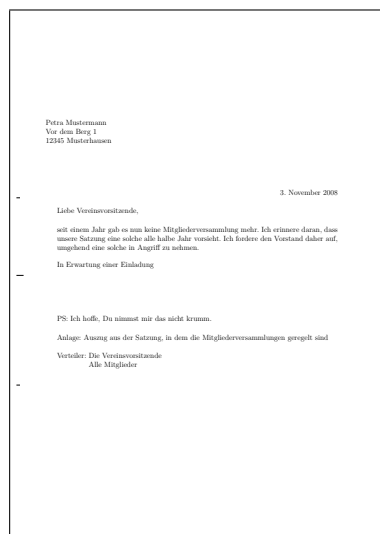 Petra Mustermann
Vor dem Berg 1
12345 Musterhausen
3. November 2008
Liebe Vereinsvorsitzende,
seit einem Jahr gab es nun keine Mitgliederversammlung mehr. Ich erinnere daran, dass
unsere Satzung eine solche alle halbe Jahr vorsieht. Ich fordere den Vorstand daher auf,
umgehend eine solche in Angriff zu nehmen.
In Erwartung einer Einladung
PS: Ich hoffe, Du nimmst mir das nicht krumm.
Anlage: Auszug aus der Satzung, in dem die Mitgliederversammlungen geregelt sind
Verteiler: Die Vereinsvorsitzende
Alle Mitglieder